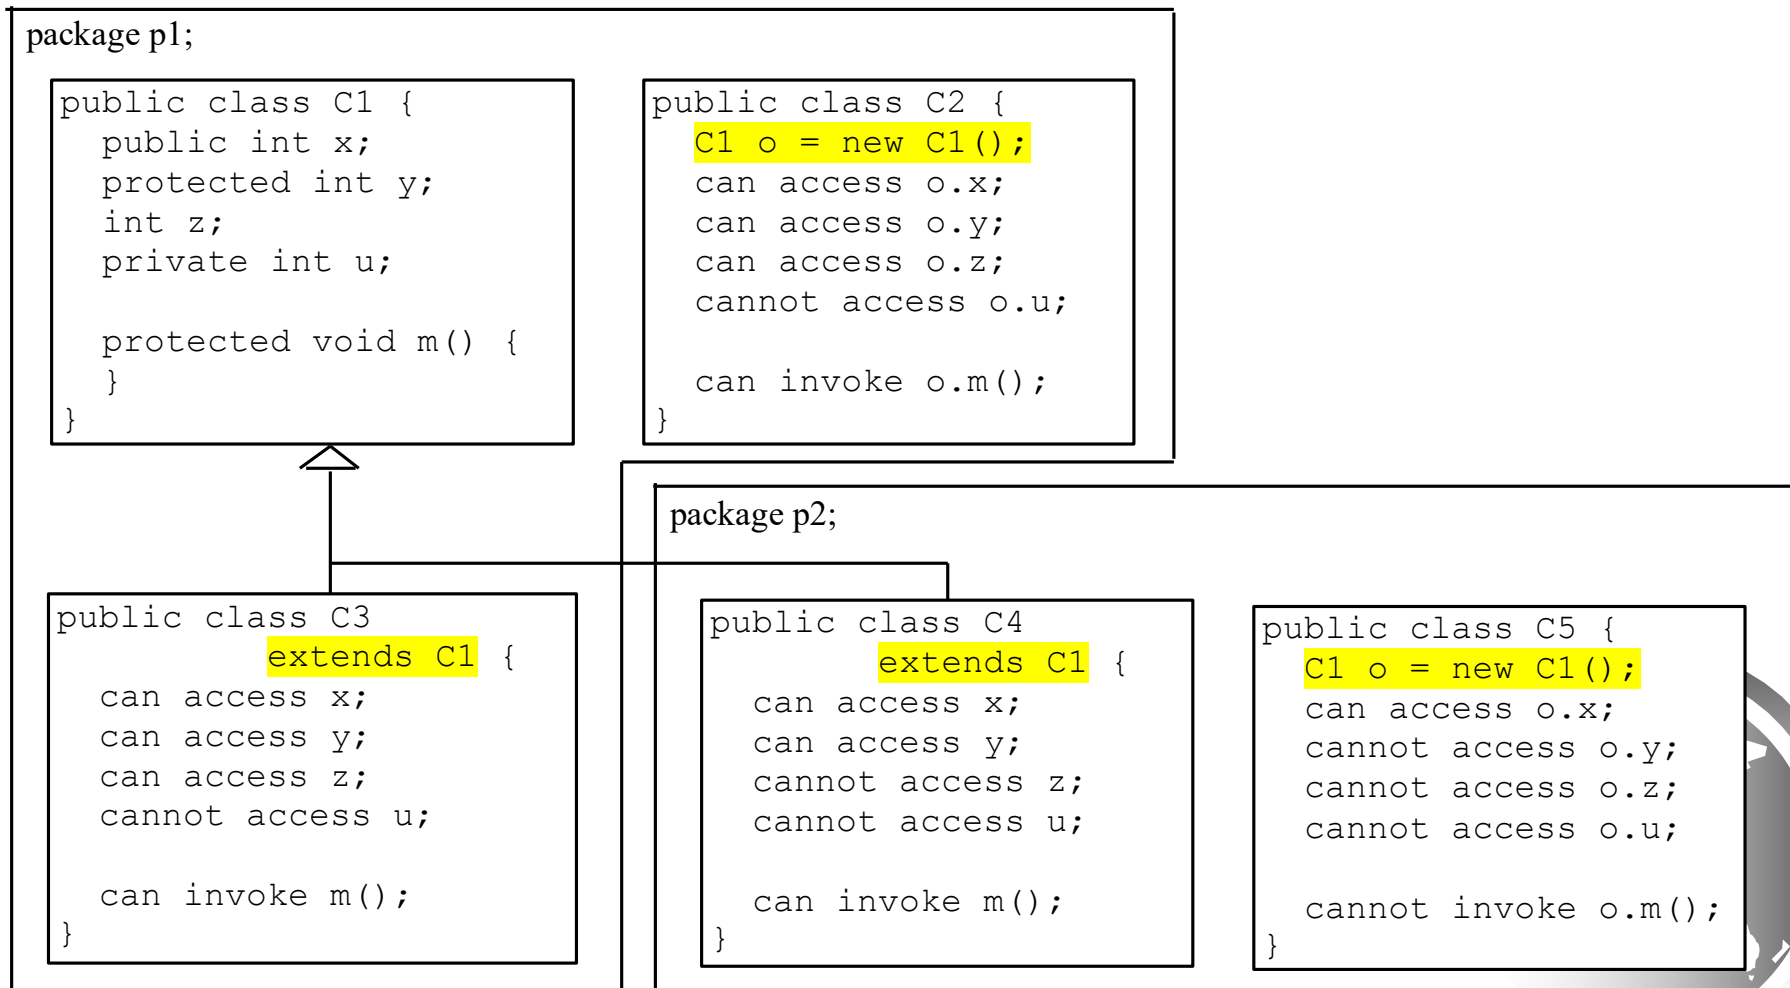 package p1;
public class C1 {
public int x;
protected int y;
int z;
private int u;
protected void m() {
}
}
public class C2 {
C1 o = new C1();
can access o.x;
can access o.y;
can access o.z;
cannot access o.u;
can invoke o.m();
}
public class C3
extends C1 {
can access x;
can access y;
can access z;
cannot access u;
can invoke m();
}
package p2;
public class C4
extends C1 {
can access x;
can access y;
cannot access z;
cannot access u;
can invoke m();
}
public class C5 {
C1 o = new C1();
can access o.x;
cannot access o.y;
cannot access o.z;
cannot access o.u;
cannot invoke o.m();
}